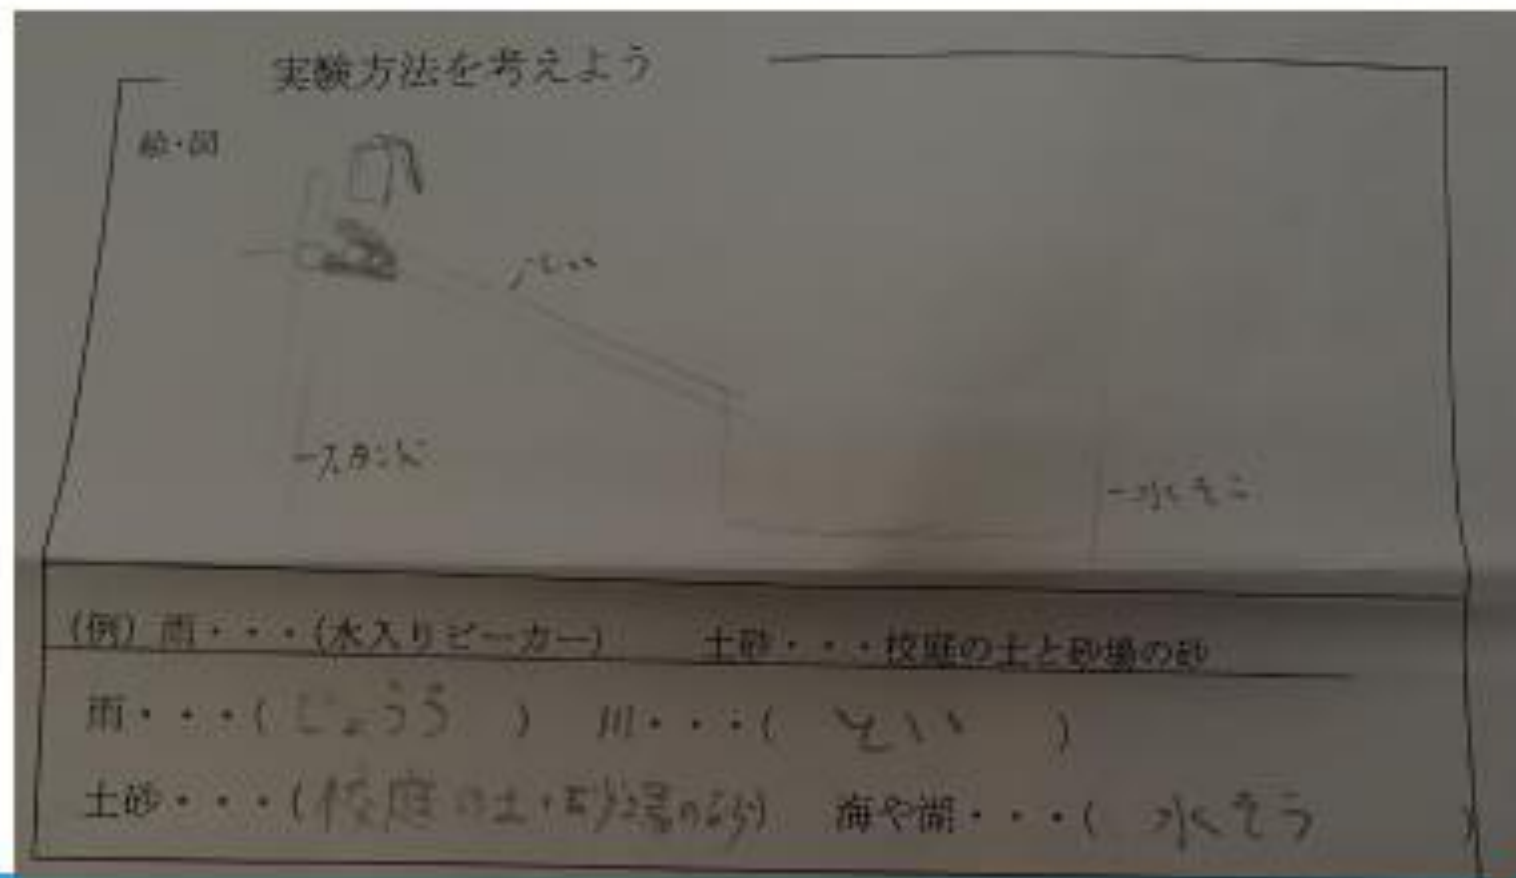 実験方法を考えよう
絵・図
とい
スタンド
水そう
(例) 雨・・・(水入りビーカー) 土砂・・・校庭の土と砂場の砂
雨・・・( じょうろ ) 川・・・( とい )
土砂・・・(校庭の土・砂場の砂) 海や湖・・・( 水そう )